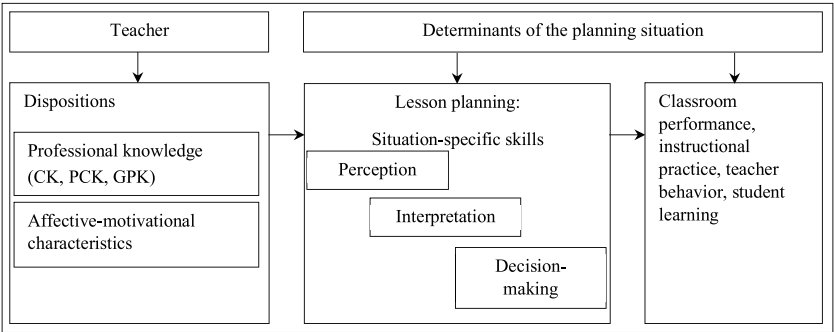 Teacher
Determinants of the planning situation
Dispositions
Professional knowledge
(CK, PCK, GPK)
Affective-motivational
characteristics
Lesson planning:
Situation-specific skills
Perception
Interpretation
Decision-
making
Classroom
performance,
instructional
practice, teacher
behavior, student
learning